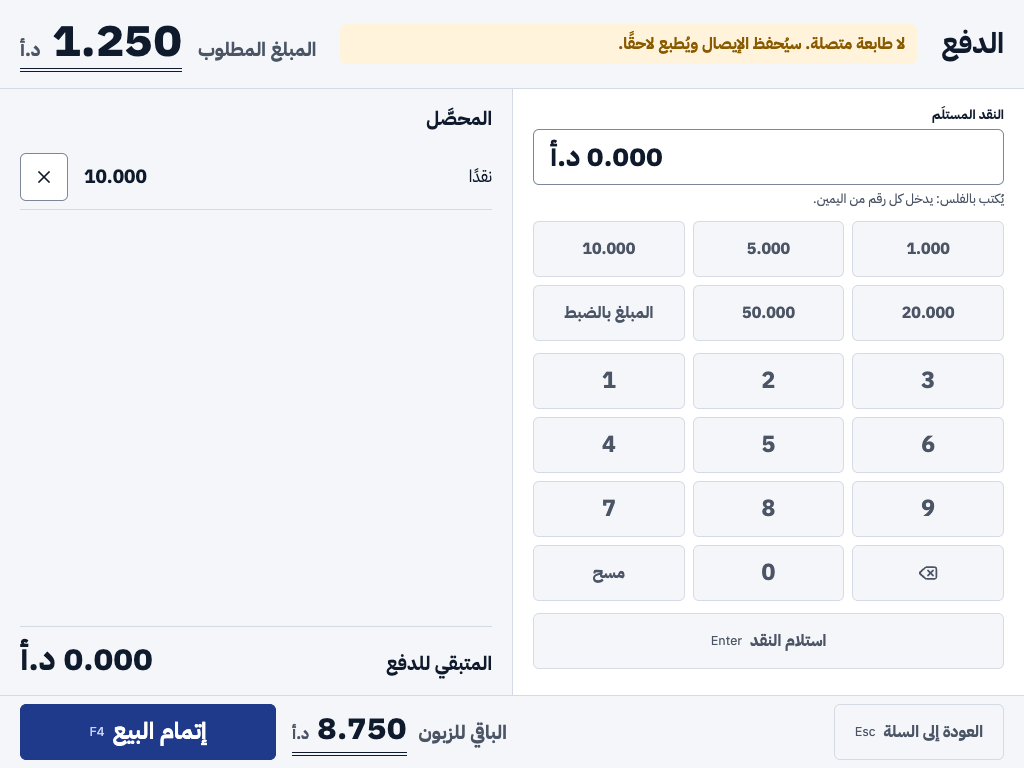 الدفع
لا طابعة متصلة. سيُحفظ الإيصال ويُطبع لاحقًا.
المبلغ المطلوب 1.250 د.أ
النقد المستلَم
0.000 د.أ
يُكتب بالفلس: يدخل كل رقم من اليمين.
1.000 5.000 10.000
20.000 50.000 المبلغ بالضبط
3 2 1
6 5 4
9 8 7
0 مسح
استلام النقد Enter
المحصَّل
نقدًا 10.000
المتبقي للدفع 0.000 د.أ
العودة إلى السلة Esc
الباقي للزبون 8.750 د.أ
إتمام البيع F4